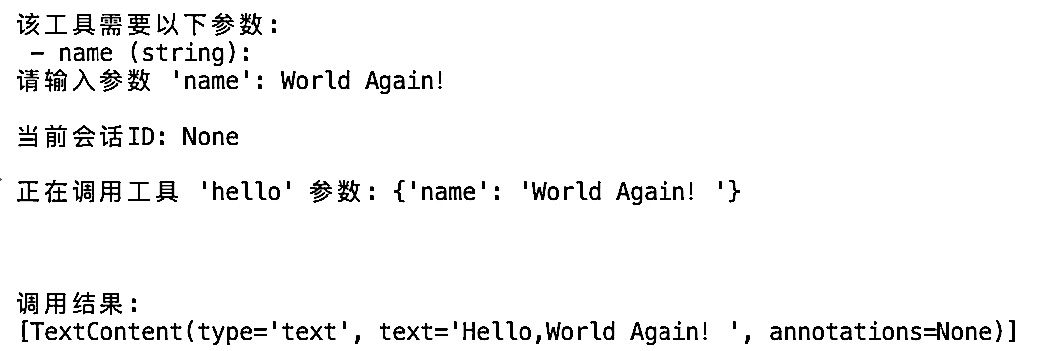 该工具需要以下参数：
 - name (string):
请输入参数 'name': World Again!
当前会话ID: None
正在调用工具 'hello' 参数: {'name': 'World Again! '}
调用结果：
[TextContent(type='text', text='Hello,World Again! ', annotations=None)]